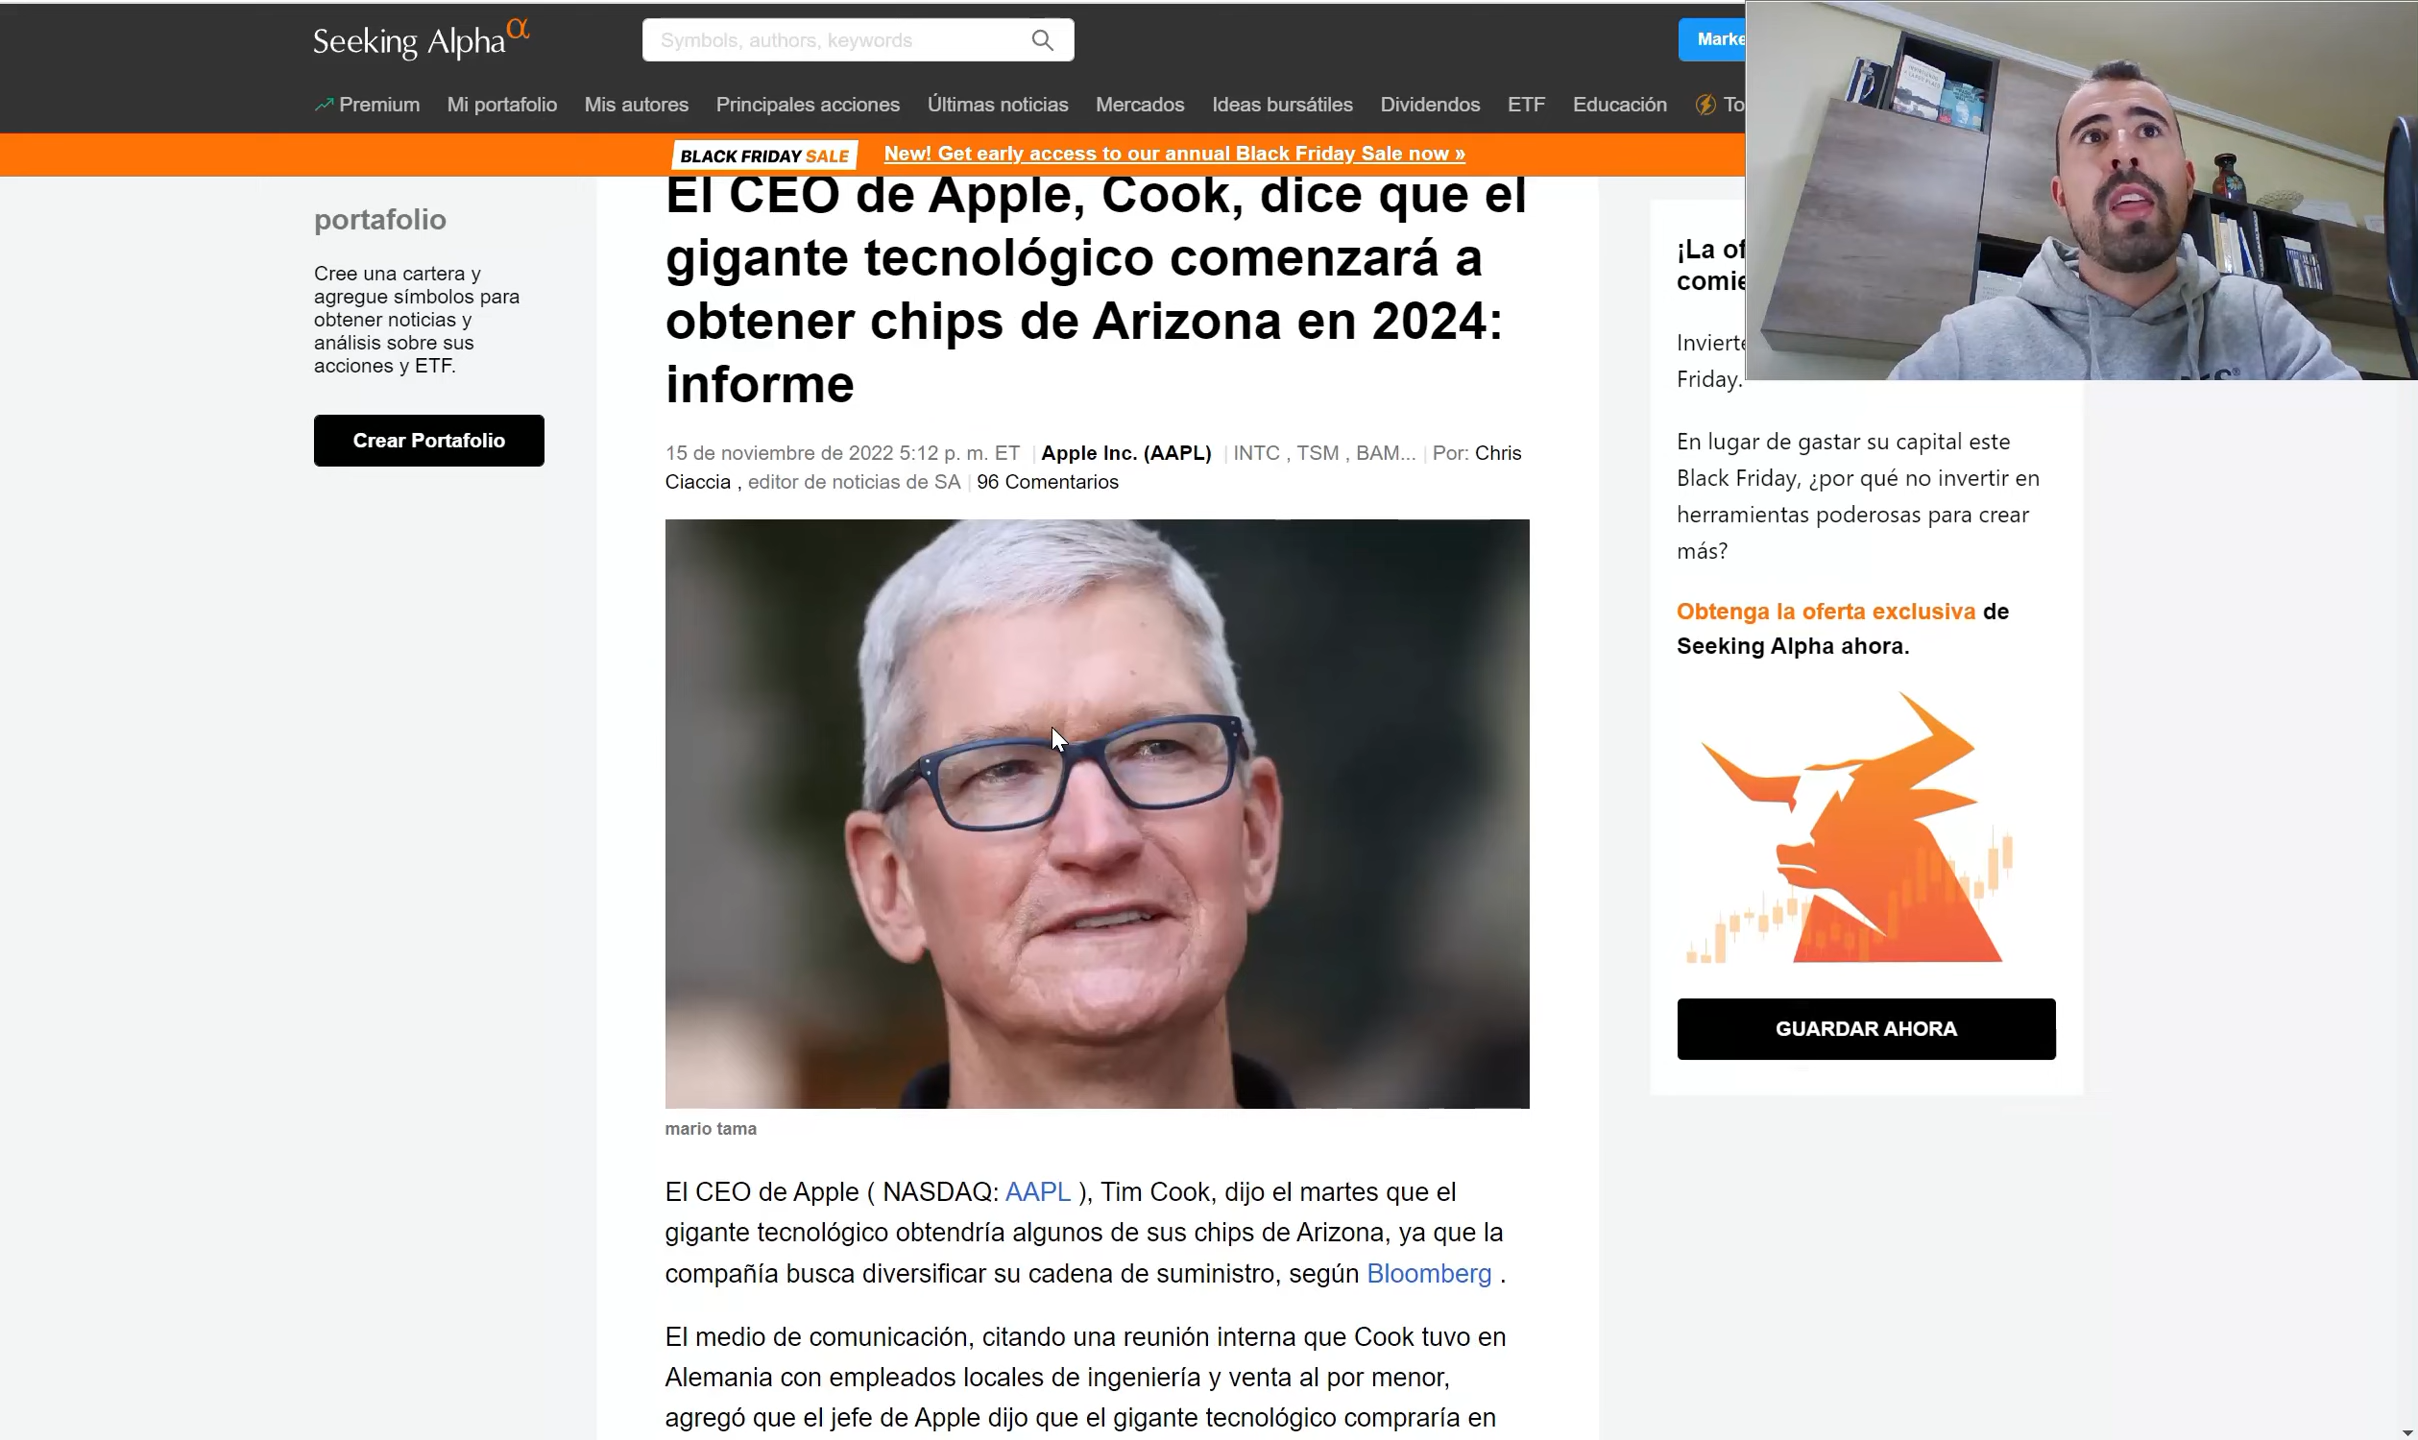 Seeking Alpha α
Symbols, authors, keywords
Premium Mi portafolio Mis autores Principales acciones Últimas noticias Mercados Ideas bursátiles Dividendos ETF Educación
BLACK FRIDAY SALE New! Get early access to our annual Black Friday Sale now »
portafolio
Cree una cartera y
agregue símbolos para
obtener noticias y
análisis sobre sus
acciones y ETF.
Crear Portafolio
El CEO de Apple, Cook, dice que el
gigante tecnológico comenzará a
obtener chips de Arizona en 2024:
informe
15 de noviembre de 2022 5:12 p. m. ET | Apple Inc. (AAPL) | INTC , TSM , BAM... | Por: Chris
Ciaccia , editor de noticias de SA | 96 Comentarios
mario tama
El CEO de Apple ( NASDAQ: AAPL ), Tim Cook, dijo el martes que el
gigante tecnológico obtendría algunos de sus chips de Arizona, ya que la
compañía busca diversificar su cadena de suministro, según Bloomberg .
El medio de comunicación, citando una reunión interna que Cook tuvo en
Alemania con empleados locales de ingeniería y venta al por menor,
agregó que el jefe de Apple dijo que el gigante tecnológico compraría en
¡La
Friday.
En lugar de gastar su capital este
Black Friday, ¿por qué no invertir en
herramientas poderosas para crear
más?
Obtenga la oferta exclusiva de
Seeking Alpha ahora.
GUARDAR AHORA